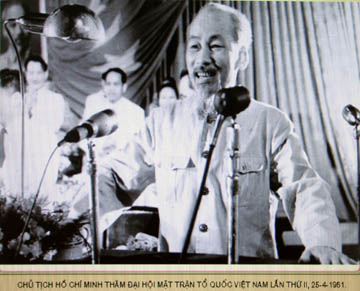 CHỦ TỊCH HỒ CHÍ MINH THĂM ĐẠI HỘI MẶT TRẬN TỔ QUỐC VIỆT NAM LẦN THỨ II, 25-4-1961.